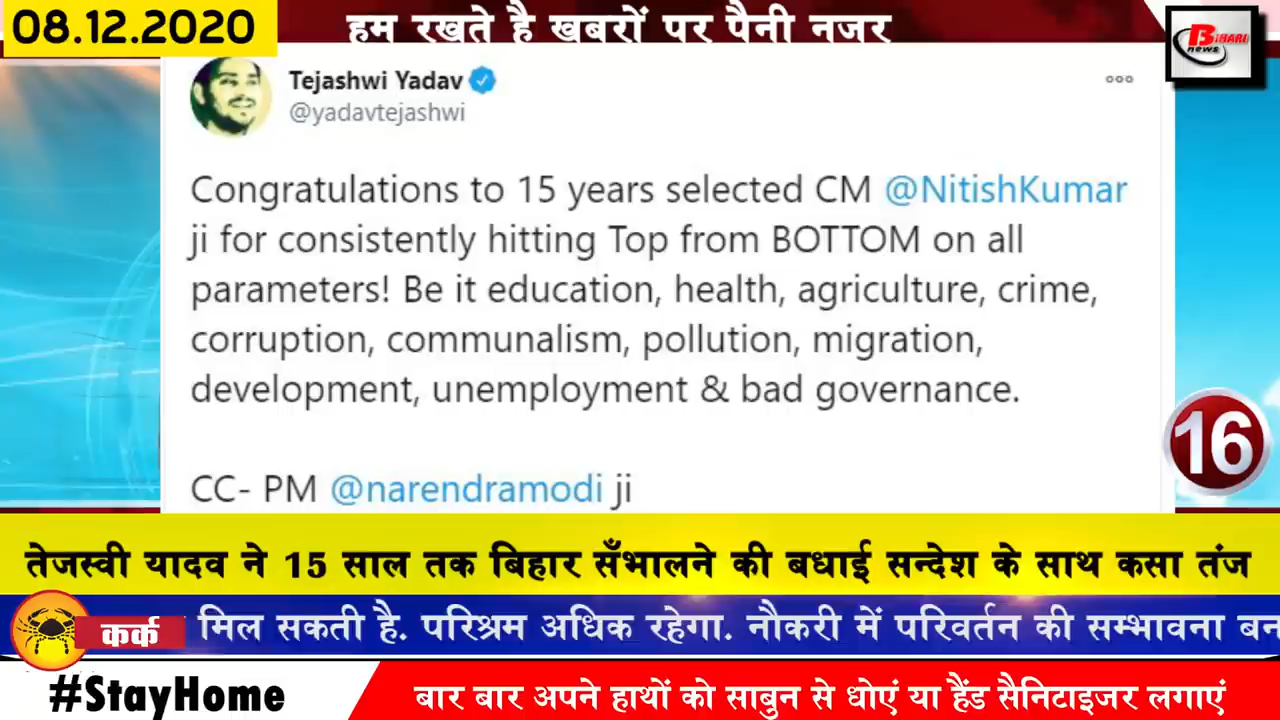 08.12.2020
हम रखते है खबरों पर पैनी नजर
BIHARI
news
Tejashwi Yadav
@yadavtejashwi
Congratulations to 15 years selected CM @NitishKumar
ji for consistently hitting Top from BOTTOM on all
parameters! Be it education, health, agriculture, crime,
corruption, communalism, pollution, migration,
development, unemployment & bad governance.
CC- PM @narendramodi ji
16
तेजस्वी यादव ने 15 साल तक बिहार सँभालने की बधाई सन्देश के साथ कसा तंज
कर्क मिल सकती है. परिश्रम अधिक रहेगा. नौकरी में परिवर्तन की सम्भावना बन
#StayHome
बार बार अपने हाथों को साबुन से धोएं या हैंड सैनिटाइजर लगाएं